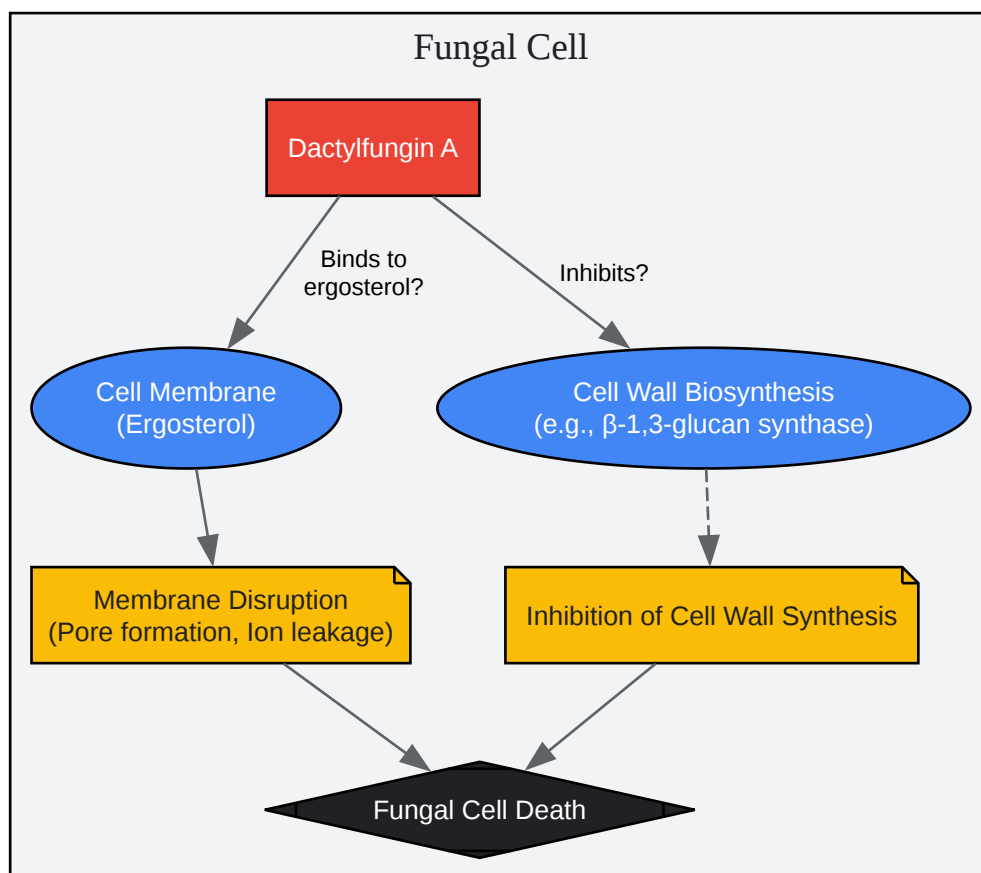 Fungal Cell
Dactylfungin A
Binds to
ergosterol?
Inhibits?
Cell Membrane
(Ergosterol)
Cell Wall Biosynthesis
(e.g., β-1,3-glucan synthase)
Membrane Disruption
(Pore formation, Ion leakage)
Inhibition of Cell Wall Synthesis
Fungal Cell Death